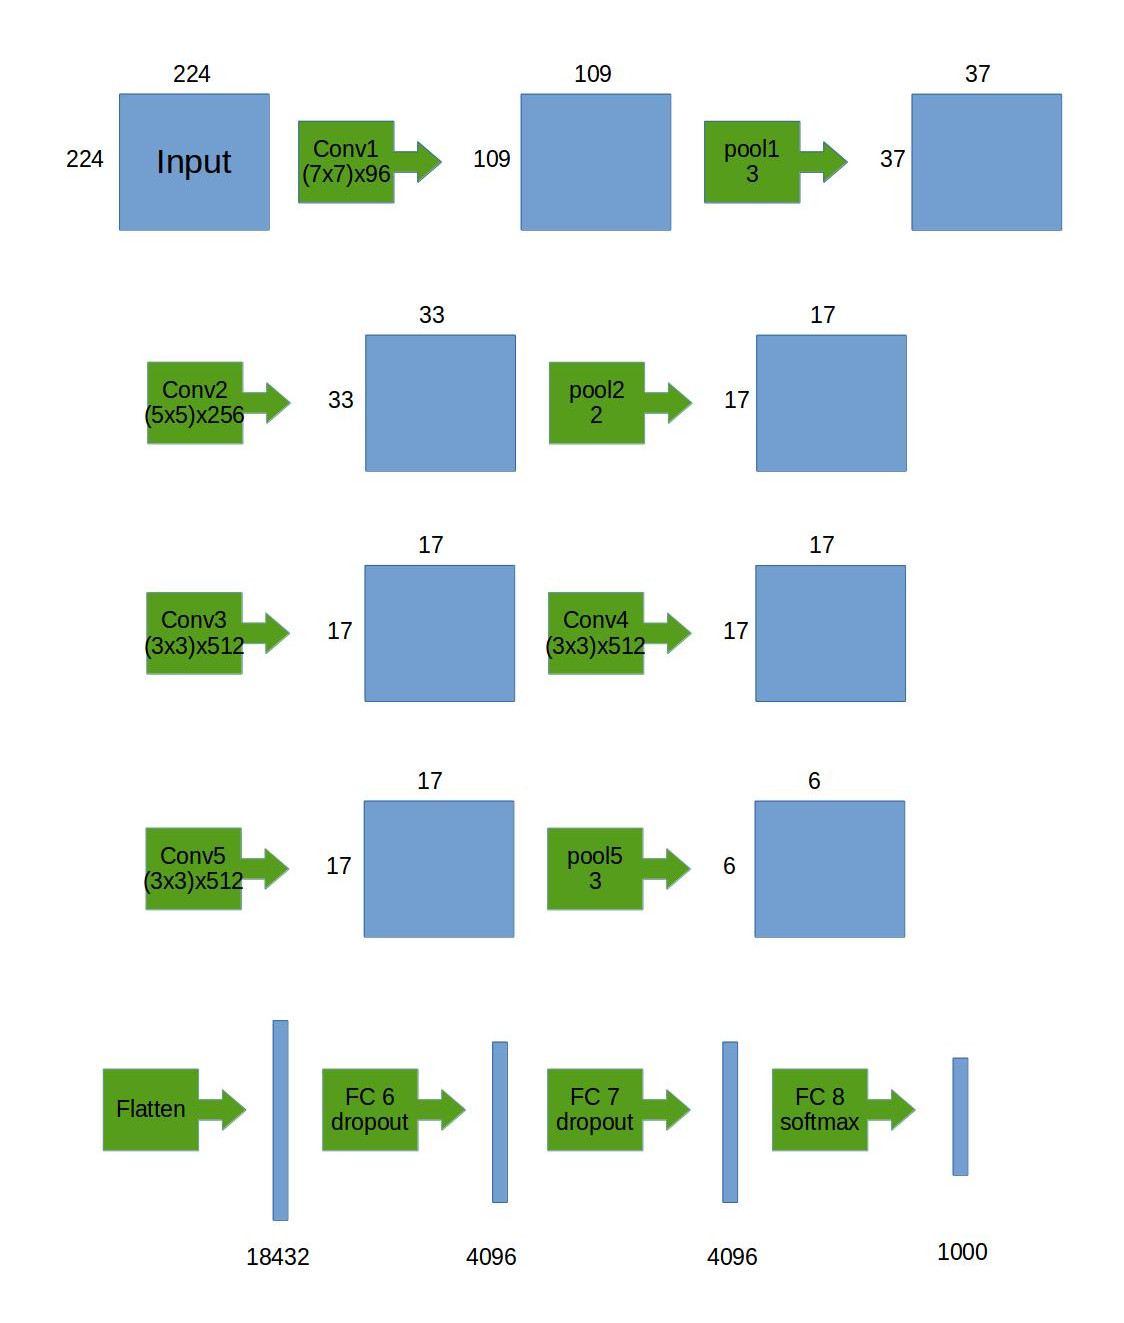 224
109
37
224
Input
Conv1
(7x7)x96
109
pool1
3
37
33
17
Conv2
(5x5)x256
33
pool2
2
17
17
17
Conv3
(3x3)x512
17
Conv4
(3x3)x512
17
17
6
Conv5
(3x3)x512
17
pool5
3
6
Flatten
FC 6
dropout
FC 7
dropout
FC 8
softmax
18432
4096
4096
1000